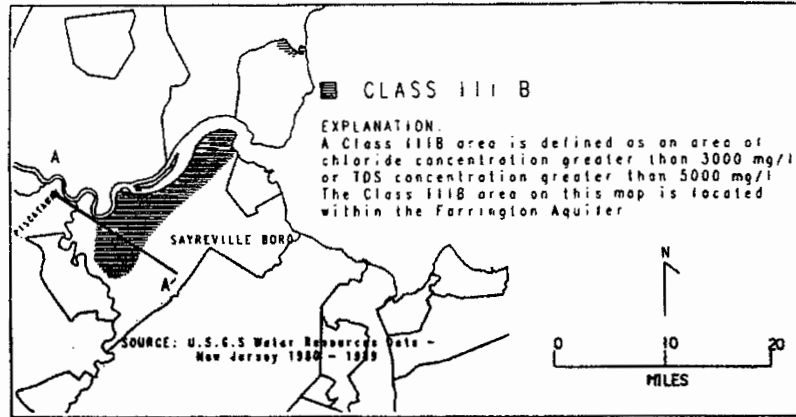 CLASS III B
EXPLANATION.
A Class IIIB area is defined as an area of
chloride concentration greater than 3000 mg/l
or TDS concentration greater than 5000 mg/l
The Class IIIB area on this map is located
within the Farrington Aquifer
A
SAYREVILLE BORO
A'
N
SOURCE: U.S.G.S Water Resources Data -
New Jersey 1980 - 1989
0 10 20
MILES